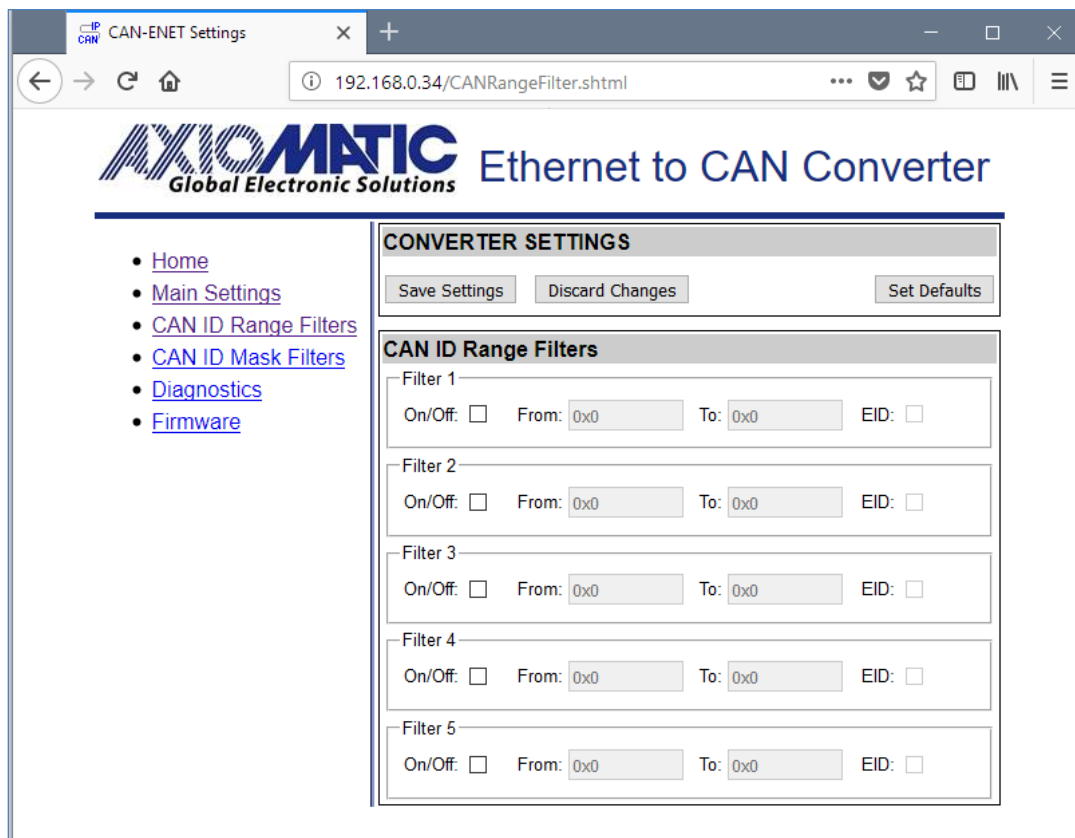 IP
CAN
CAN-ENET Settings
192.168.0.34/CANRangeFilter.shtml
AXIOMATIC
Global Electronic Solutions
Ethernet to CAN Converter
Home
Main Settings
CAN ID Range Filters
CAN ID Mask Filters
Diagnostics
Firmware
CONVERTER SETTINGS
Save Settings Discard Changes Set Defaults
CAN ID Range Filters
Filter 1
On/Off: From: 0x0 To: 0x0 EID:
Filter 2
On/Off: From: 0x0 To: 0x0 EID:
Filter 3
On/Off: From: 0x0 To: 0x0 EID:
Filter 4
On/Off: From: 0x0 To: 0x0 EID:
Filter 5
On/Off: From: 0x0 To: 0x0 EID: